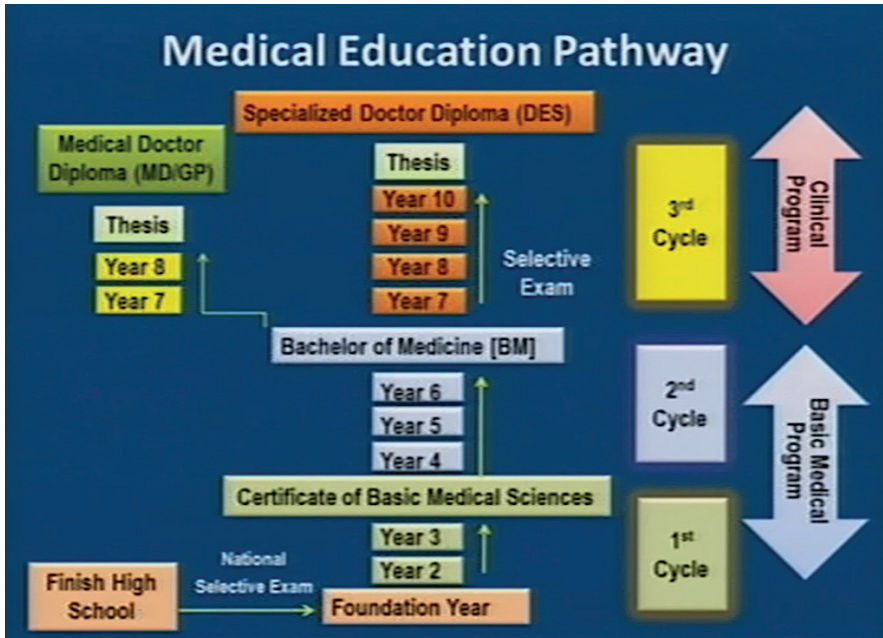 Medical Education Pathway
Specialized Doctor Diploma (DES)
Medical Doctor
Diploma (MD/GP)
Thesis
Year 8
Year 7
Thesis
Year 10
Year 9
Year 8
Year 7
Selective
Exam
Bachelor of Medicine [BM]
Year 6
Year 5
Year 4
Certificate of Basic Medical Sciences
Year 3
Year 2
Finish High
School
National
Selective Exam
Foundation Year
3rd
Cycle
2nd
Cycle
1st
Cycle
Clinical
Program
Basic Medical
Program